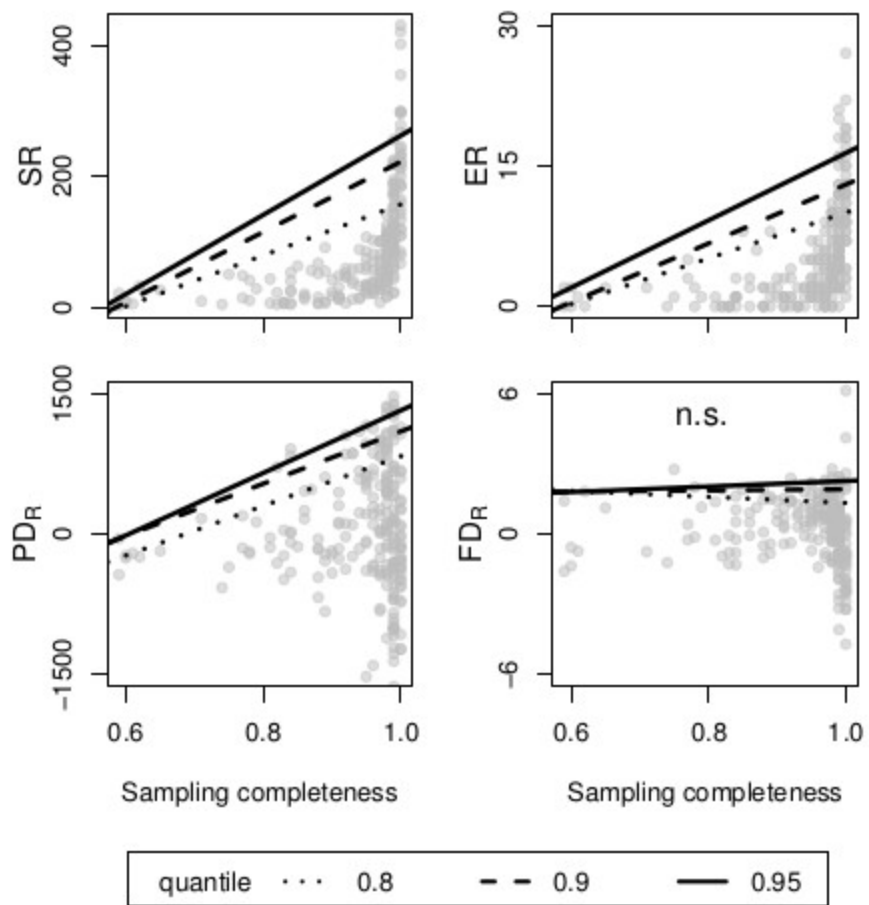 SR
400
200
0
ER
30
15
0
PDR
1500
0
−1500
0.6 0.8 1.0
Sampling completeness
FDR
6
0
−6
n.s.
0.6 0.8 1.0
Sampling completeness
quantile 0.8 0.9 0.95